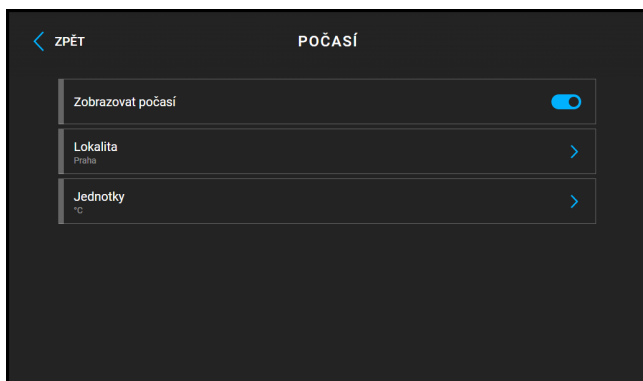 ZPĚT
POČASÍ
Zobrazovat počasí
Lokalita
Praha
Jednotky
°C